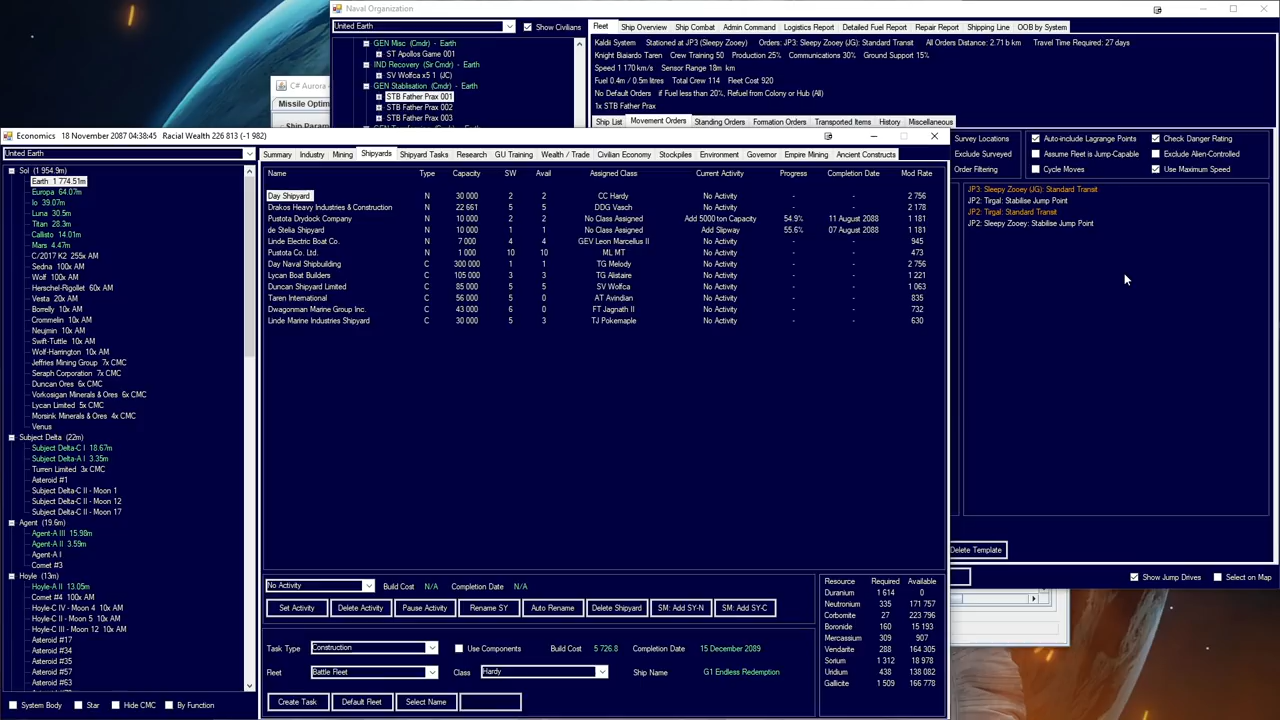 Naval Organization
United Earth
Show Civilians
GEN Misc (Cmdr) - Earth
ST Apollos Game 001
IND Recovery (Sir Cmdr) - Earth
SV Wolfca x5 1 (JC)
GEN Stablisation (Cmdr) - Earth
STB Father Prax 001
STB Father Prax 002
STB Father Prax 003
Fleet Ship Overview Ship Combat Admin Command Logistics Report Detailed Fuel Report Repair Report Shipping Line OOB by System
Kaldi System Stationed at JP3 (Sleepy Zooey) Orders: JP3: Sleepy Zooey (JG): Standard Transit All Orders Distance: 2.71 b km Travel Time Required: 27 days
Knight Biaiardo Taren Crew Training 50 Production 25% Communications 30% Ground Support 15%
Speed 1 170 km/s Sensor Range 18m km
Fuel 0.4m / 0.5m litres Total Crew 114 Fleet Cost 920
No Default Orders if Fuel less than 20%, Refuel from Colony or Hub (All)
1x STB Father Prax
Ship List Movement Orders Standing Orders Formation Orders Transported Items History Miscellaneous
C# Aurora
Missile Optim
Survey Locations Auto-include Lagrange Points Check Danger Rating
Exclude Surveyed Assume Fleet is Jump-Capable Exclude Alien-Controlled
Order Filtering Cycle Moves Use Maximum Speed
JP3: Sleepy Zooey (JG): Standard Transit
JP2: Tirgal: Stabilise Jump Point
JP2: Tirgal: Standard Transit
JP2: Sleepy Zooey: Stabilise Jump Point
Delete Template
Show Jump Drives Select on Map
Economics 18 November 2087 04:38:45 Racial Wealth 226 813 (-1 982)
United Earth
Sol (1 954.9m)
Earth 1 774.51m
Europa 64.07m
Io 39.07m
Luna 30.5m
Titan 28.3m
Callisto 14.01m
Mars 4.47m
C/2017 K2 255x AM
Sedna 100x AM
Wolf 100x AM
Herschel-Rigollet 60x AM
Vesta 20x AM
Borrelly 10x AM
Crommelin 10x AM
Neujmin 10x AM
Swift-Tuttle 10x AM
Wolf-Harrington 10x AM
Jeffries Mining Group 7x CMC
Seraph Corporation 7x CMC
Duncan Ores 6x CMC
Vorkosigan Minerals & Ores 6x CMC
Lycan Limited 5x CMC
Morsink Minerals & Ores 4x CMC
Venus
Subject Delta (22m)
Subject Delta-C I 18.67m
Subject Delta-A I 3.35m
Turren Limited 3x CMC
Asteroid #1
Subject Delta-C II - Moon 1
Subject Delta-C II - Moon 12
Subject Delta-C II - Moon 17
Agent (19.6m)
Agent-A III 15.98m
Agent-A II 3.59m
Agent-A I
Comet #3
Hoyle (13m)
Hoyle-A II 13.05m
Comet #4 100x AM
Hoyle-C IV - Moon 4 10x AM
Hoyle-C II - Moon 5 10x AM
Hoyle-C III - Moon 12 10x AM
Asteroid #17
Asteroid #34
Asteroid #35
Asteroid #57
System Body Star Hide CMC By Function
Summary Industry Mining Shipyards Shipyard Tasks Research GU Training Wealth / Trade Civilian Economy Stockpiles Environment Governor Empire Mining Ancient Constructs
Name Type Capacity SW Avail Assigned Class Current Activity Progress Completion Date Mod Rate
Day Shipyard N 30 000 2 2 CC Hardy No Activity - - 2 756
Drakos Heavy Industries & Construction N 22 661 5 5 DDG Vasch No Activity - - 2 178
Pustota Drydock Company N 10 000 2 2 No Class Assigned Add 5000 ton Capacity 54.9% 11 August 2088 1 181
de Stelia Shipyard N 10 000 1 1 No Class Assigned Add Slipway 55.6% 07 August 2088 1 181
Linde Electric Boat Co. N 7 000 4 4 GEV Leon Marcellus II No Activity - - 945
Pustota Co. Ltd. N 1 000 10 10 ML MT No Activity - - 473
Day Naval Shipbuilding C 300 000 1 1 TG Melody No Activity - - 2 756
Lycan Boat Builders C 105 000 3 3 TG Alistaire No Activity - - 1 221
Duncan Shipyard Limited C 85 000 5 5 SV Wolfca No Activity - - 1 063
Taren International C 56 000 5 0 AT Avindian No Activity - - 835
Dwagonman Marine Group Inc. C 43 000 6 0 FT Jagnath II No Activity - - 732
Linde Marine Industries Shipyard C 30 000 5 3 TJ Pokemaple No Activity - - 630
No Activity Build Cost N/A Completion Date N/A
Set Activity Delete Activity Pause Activity Rename SY Auto Rename Delete Shipyard SM: Add SY-N SM: Add SY-C
Task Type Construction Use Components Build Cost 5 726.8 Completion Date 15 December 2089
Fleet Battle Fleet Class Hardy Ship Name G1 Endless Redemption
Create Task Default Fleet Select Name
Resource Required Available
Duranium 1 614 0
Neutronium 335 171 757
Corbomite 27 223 796
Boronide 160 15 193
Mercassium 309 907
Vendarite 288 164 305
Sorium 1 312 18 978
Uridium 438 138 082
Gallicite 1 509 166 778